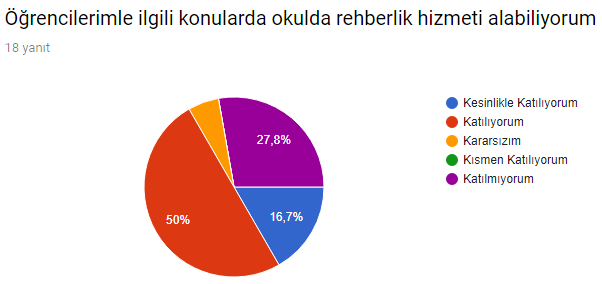 Öğrencilerimle ilgili konularda okulda rehberlik hizmeti alabiliyorum
18 yanıt
Kesinlikle Katılıyorum
Katılıyorum
Kararsızım
Kısmen Katılıyorum
Katılmıyorum
27,8%
16,7%
50%